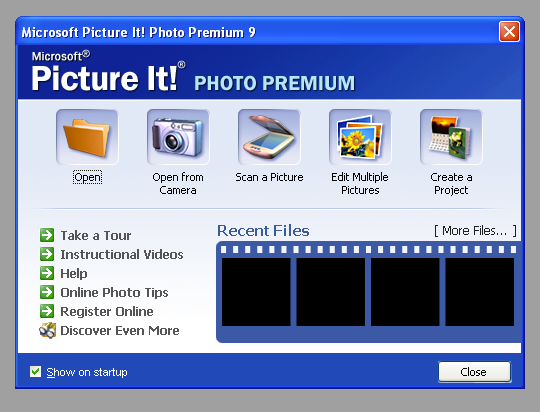 Microsoft Picture It! Photo Premium 9
Microsoft®
Picture It!® PHOTO PREMIUM
Open
Open from
Camera
Scan a Picture
Edit Multiple
Pictures
Create a
Project
Take a Tour
Instructional Videos
Help
Online Photo Tips
Register Online
Discover Even More
Recent Files
[ More Files... ]
Show on startup
Close